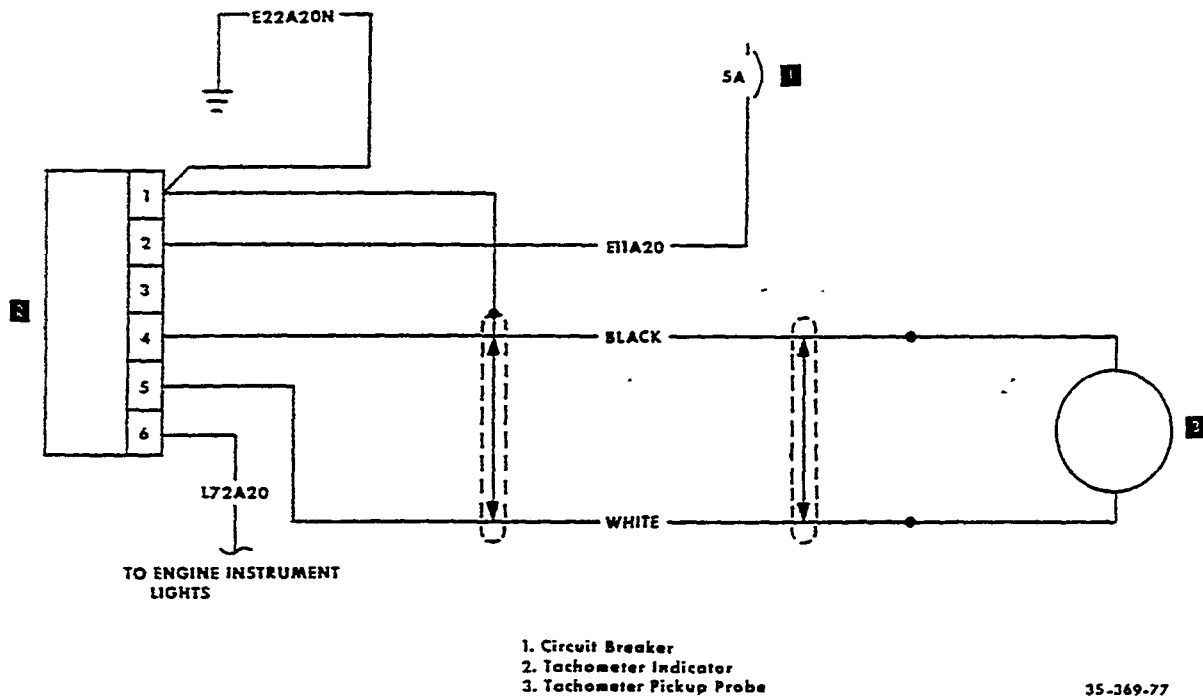 E22A20N
1
5A
1
1
2
E11A20
3
2
4
BLACK
5
3
6
L72A20
WHITE
TO ENGINE INSTRUMENT
LIGHTS
1. Circuit Breaker
2. Tachometer Indicator
3. Tachometer Pickup Probe
35-369-77